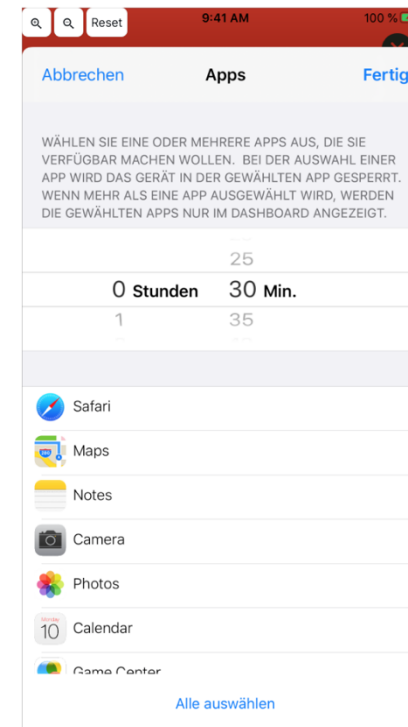 Reset 9:41 AM 100 %
Abbrechen Apps Fertig
WÄHLEN SIE EINE ODER MEHRERE APPS AUS, DIE SIE
VERFÜGBAR MACHEN WOLLEN. BEI DER AUSWAHL EINER
APP WIRD DAS GERÄT IN DER GEWÄHLTEN APP GESPERRT.
WENN MEHR ALS EINE APP AUSGEWÄHLT WIRD, WERDEN
DIE GEWÄHLTEN APPS NUR IM DASHBOARD ANGEZEIGT.
25
0 Stunden 30 Min.
1 35
Safari
Maps
Notes
Camera
Photos
10 Calendar
Game Center
Alle auswählen